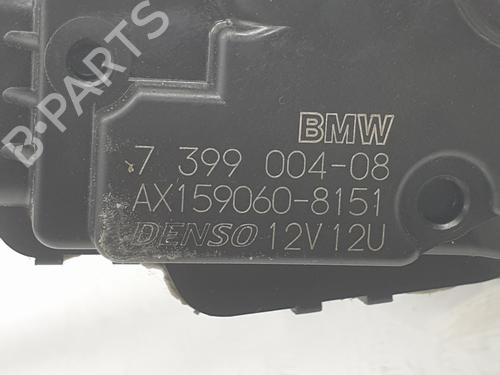 B-PARTS
BMW
7 399 004-08
AX159060-8151
DENSO 12V12U